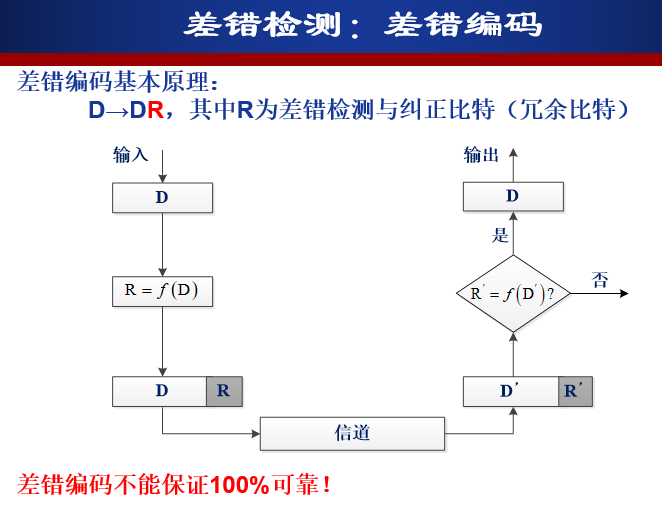 差错检测：差错编码
差错编码基本原理：
D→DR，其中R为差错检测与纠正比特（冗余比特）
输入
D
R = f(D)
D R
信道
D′ R′
R′ = f(D′)?
否
是
D
输出
差错编码不能保证100%可靠！